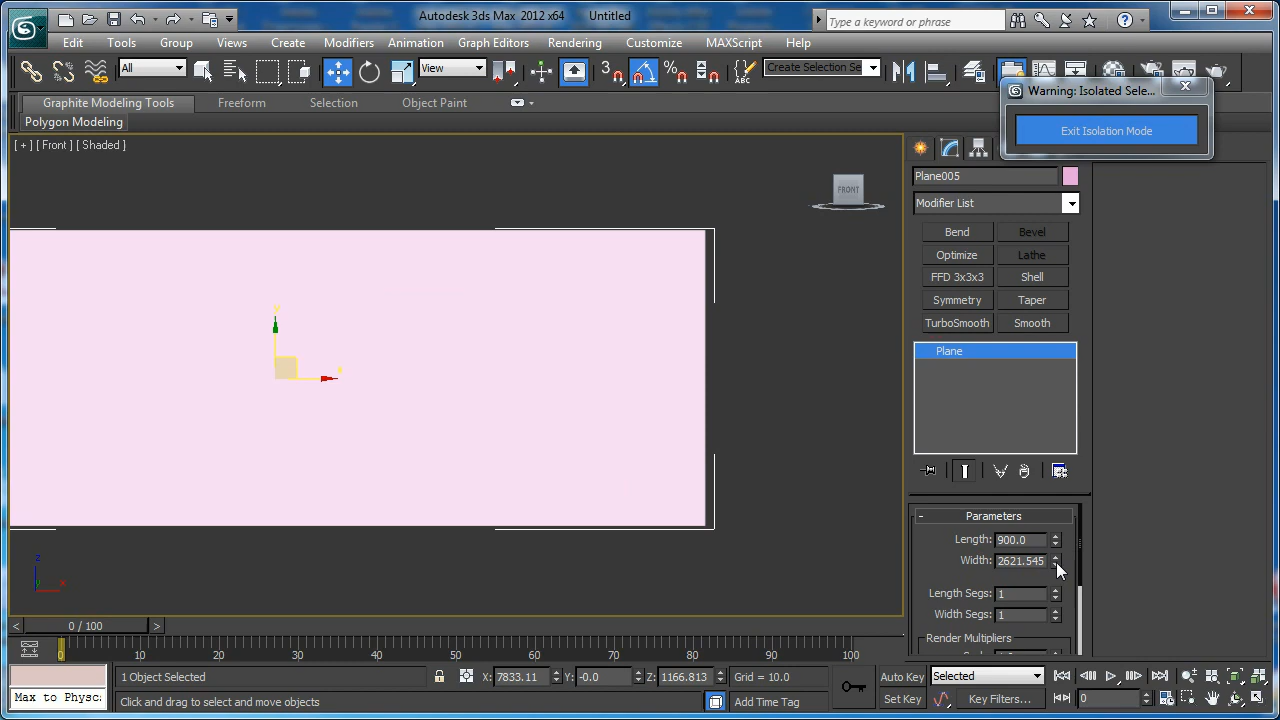 Autodesk 3ds Max 2012 x64 Untitled
Type a keyword or phrase
Edit Tools Group Views Create Modifiers Animation Graph Editors Rendering Customize MAXScript Help
All View 3 Create Selection Se
Graphite Modeling Tools Freeform Selection Object Paint
Warning: Isolated Sele...
Polygon Modeling
Exit Isolation Mode
[ + ] [ Front ] [ Shaded ]
FRONT
Plane005
Modifier List
Bend Bevel
Optimize Lathe
FFD 3x3x3 Shell
Symmetry Taper
TurboSmooth Smooth
Plane
- Parameters
Length: 900.0
Width: 2621.545
Length Segs: 1
Width Segs: 1
Render Multipliers
z
x
< 0 / 100 >
0 10 20 30 40 50 60 70 80 90 100
1 Object Selected X: 7833.11 Y: -0.0 Z: 1166.813 Grid = 10.0 Auto Key Selected
Max to Physca Click and drag to select and move objects Add Time Tag Set Key Key Filters... 0